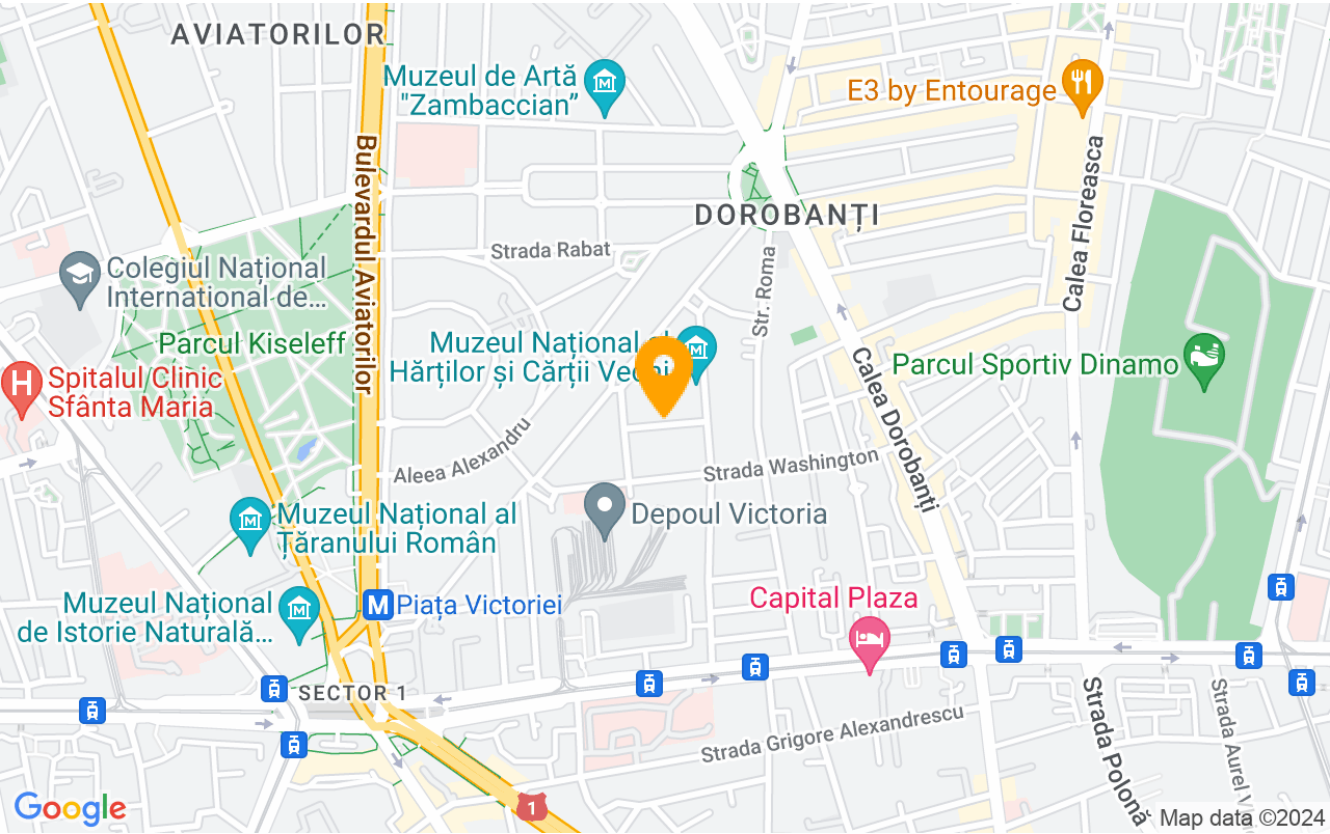 AVIATORILOR
Muzeul de Artă
"Zambaccian”
E3 by Entourage
Bulevardul Aviatorilor
DOROBANȚI
Calea Floreasca
Strada Rabat
Str. Roma
Colegiul Național
International de...
Parcul Kiseleff
Muzeul Național al
Hărților și Cărții Vechi
Parcul Sportiv Dinamo
H
Spitalul Clinic
Sfânta Maria
Calea Dorobanți
Aleea Alexandru
Strada Washington
Muzeul Național al
Țăranului Român
Depoul Victoria
M
Piața Victoriei
Muzeul Național
de Istorie Naturală...
Capital Plaza
SECTOR 1
Strada Polonă
Strada Aurel V
Strada Grigore Alexandrescu
1
Google
Map data ©2024